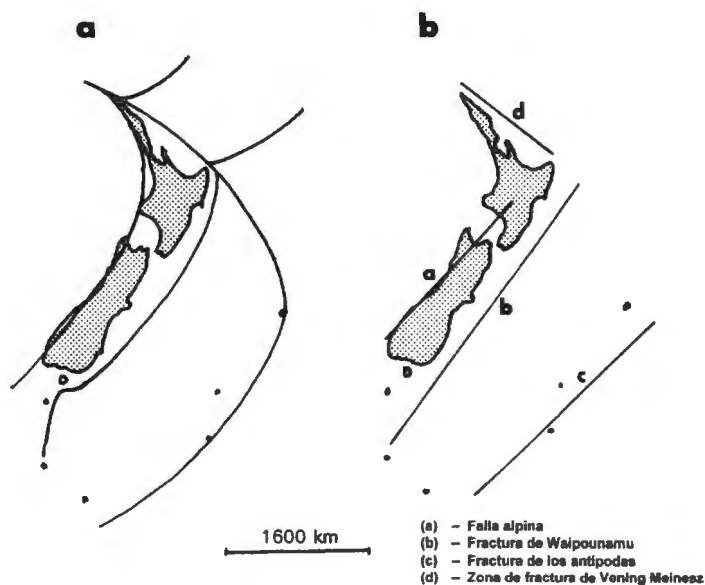 a
b
d
a
b
c
1600 km
(a) – Falla alpina
(b) – Fractura de Waipounamu
(c) – Fractura de los antipodas
(d) – Zona de fractura de Vening Meinesz